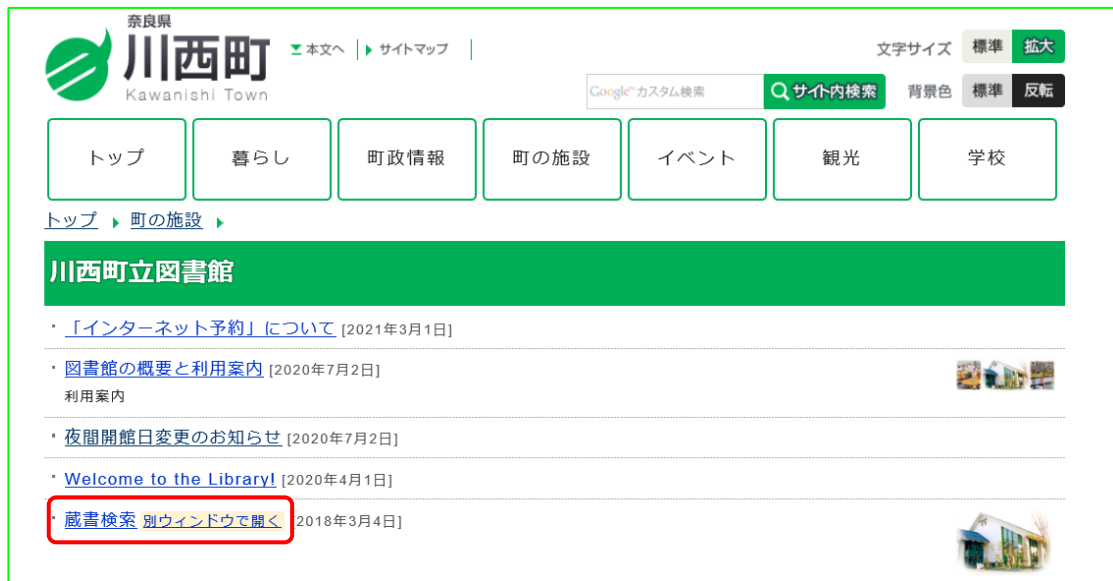 奈良県
川西町
Kawanishi Town
本文へ サイトマップ
文字サイズ 標準 拡大
Google カスタム検索 サイト内検索
背景色 標準 反転
トップ 暮らし 町政情報 町の施設 イベント 観光 学校
トップ 町の施設
川西町立図書館
「インターネット予約」について [2021年3月1日]
図書館の概要と利用案内 [2020年7月2日]
利用案内
夜間開館日変更のお知らせ [2020年7月2日]
Welcome to the Library! [2020年4月1日]
蔵書検索 別ウィンドウで開く [2018年3月4日]